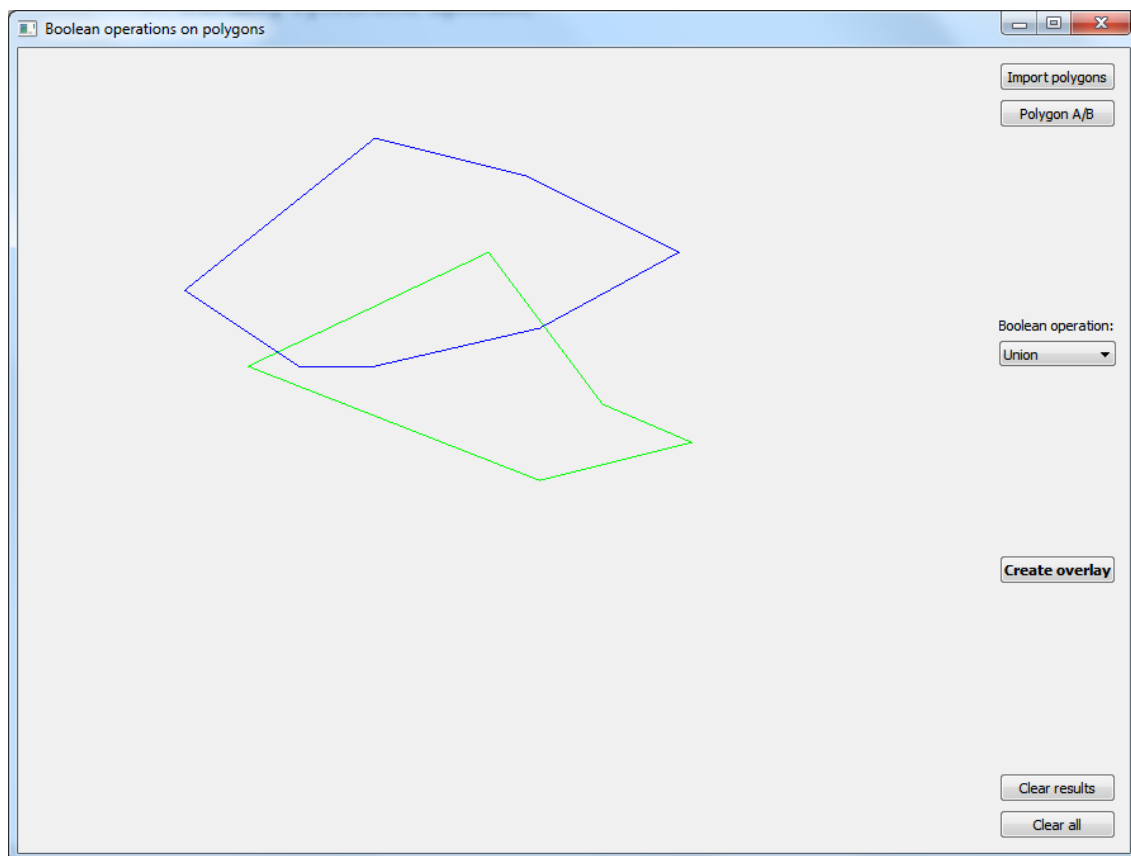 Boolean operations on polygons
Import polygons
Polygon A/B
Boolean operation:
Union
Create overlay
Clear results
Clear all